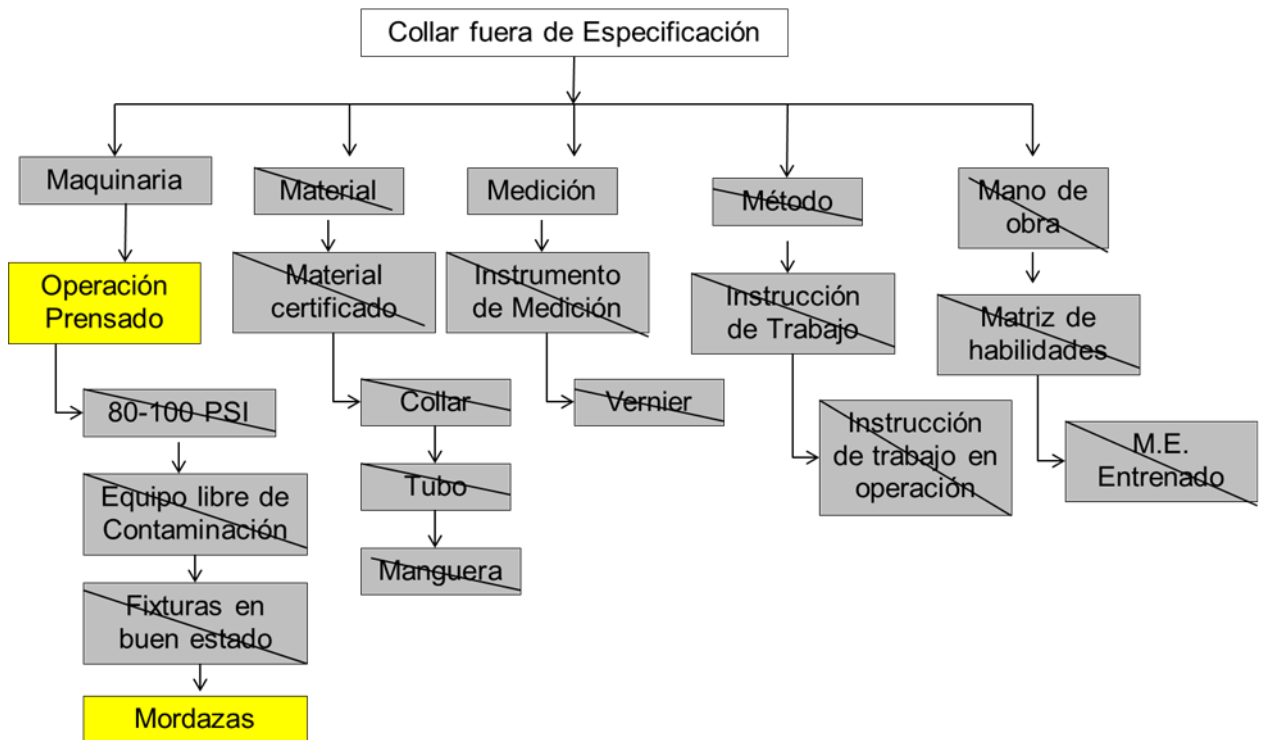 Collar fuera de Especificación
Maquinaria
Material
Medición
Método
Mano de
obra
Operación
Prensado
Material
certificado
Instrumento
de Medición
Instrucción
de Trabajo
Matriz de
habilidades
80-100 PSI
Collar
Vernier
Instrucción
de trabajo en
operación
M.E.
Entrenado
Equipo libre de
Contaminación
Tubo
Manguera
Fixturas en
buen estado
Mordazas